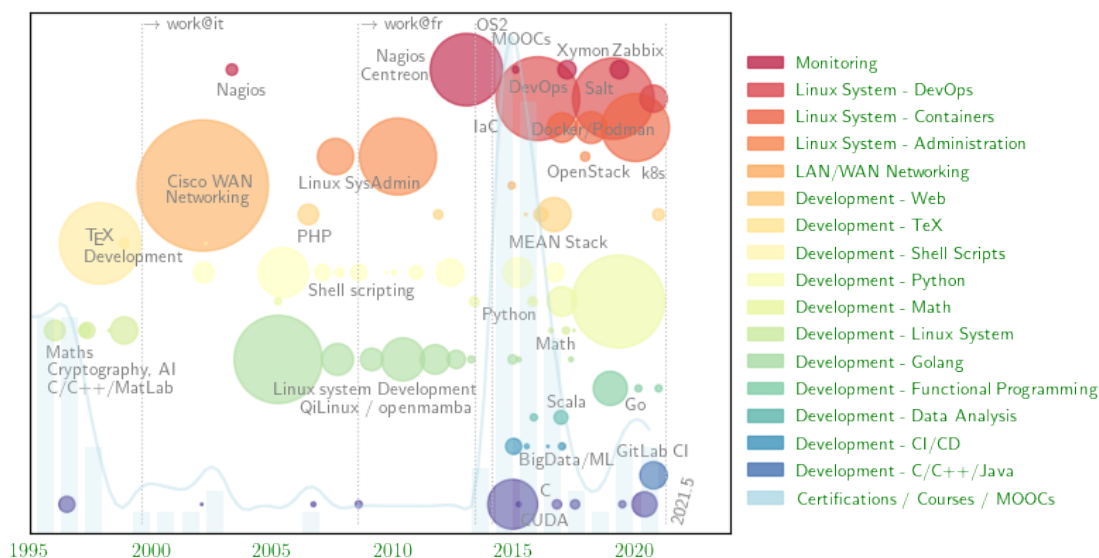 → work@it
→ work@fr
OS2
MOOCs
Nagios
Centreon
Xymon
Zabbix
Nagios
DevOps
Salt
IaC
Docker/Podman
Linux SysAdmin
OpenStack
k8s
Cisco WAN
Networking
PHP
MEAN Stack
TEX
Development
Shell scripting
Python
Maths
Cryptography, AI
C/C++/MatLab
Math
Linux system Development
QiLinux / openmamba
Scala
Go
BigData/ML
GitLab CI
C
CUDA
2021.5
1995
2000
2005
2010
2015
2020
Monitoring
Linux System - DevOps
Linux System - Containers
Linux System - Administration
LAN/WAN Networking
Development - Web
Development - TeX
Development - Shell Scripts
Development - Python
Development - Math
Development - Linux System
Development - Golang
Development - Functional Programming
Development - Data Analysis
Development - CI/CD
Development - C/C++/Java
Certifications / Courses / MOOCs